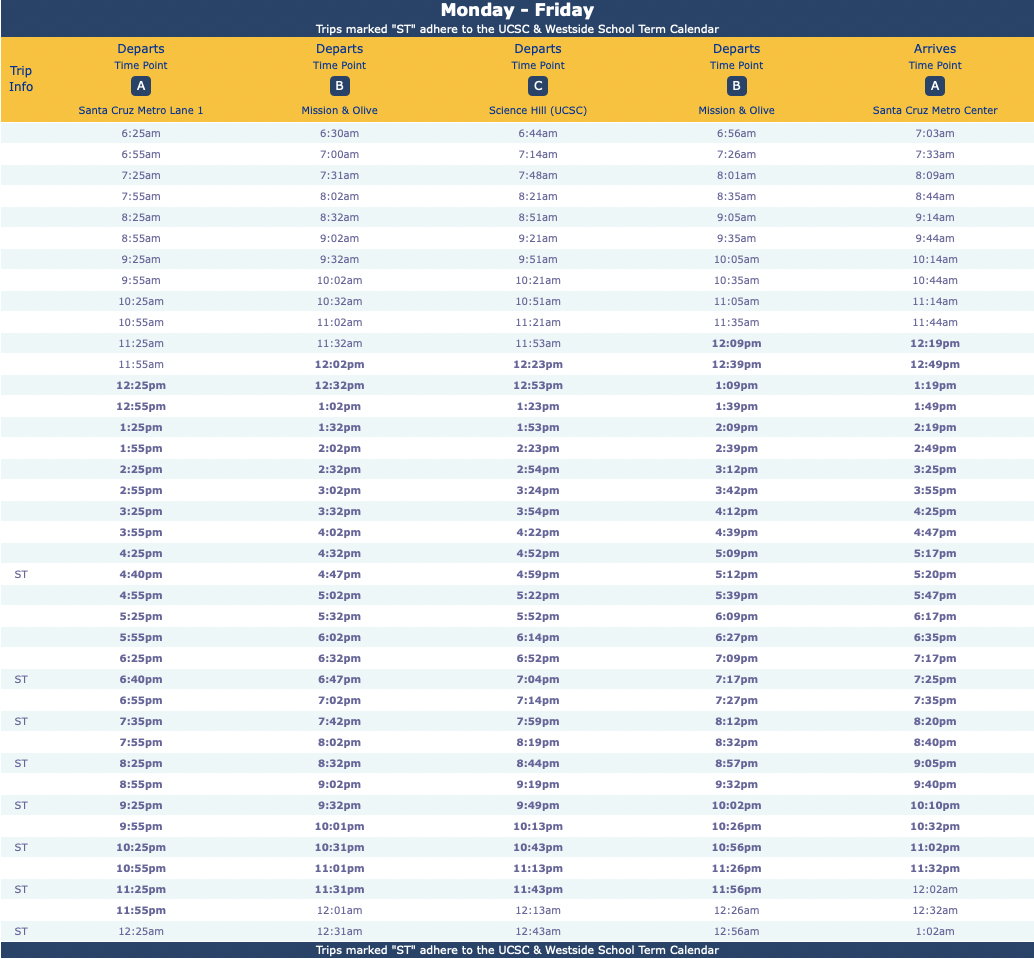 Monday - Friday
Trips marked "ST" adhere to the UCSC & Westside School Term Calendar
Trip Info
Departs Departs Departs Departs Arrives
Time Point Time Point Time Point Time Point Time Point
A B C B A
Santa Cruz Metro Lane 1 Mission & Olive Science Hill (UCSC) Mission & Olive Santa Cruz Metro Center
6:25am 6:30am 6:44am 6:56am 7:03am
6:55am 7:00am 7:14am 7:26am 7:33am
7:25am 7:31am 7:48am 8:01am 8:09am
7:55am 8:02am 8:21am 8:35am 8:44am
8:25am 8:32am 8:51am 9:05am 9:14am
8:55am 9:02am 9:21am 9:35am 9:44am
9:25am 9:32am 9:51am 10:05am 10:14am
9:55am 10:02am 10:21am 10:35am 10:44am
10:25am 10:32am 10:51am 11:05am 11:14am
10:55am 11:02am 11:21am 11:35am 11:44am
11:25am 11:32am 11:53am 12:09pm 12:19pm
11:55am 12:02pm 12:23pm 12:39pm 12:49pm
12:25pm 12:32pm 12:53pm 1:09pm 1:19pm
12:55pm 1:02pm 1:23pm 1:39pm 1:49pm
1:25pm 1:32pm 1:53pm 2:09pm 2:19pm
1:55pm 2:02pm 2:23pm 2:39pm 2:49pm
2:25pm 2:32pm 2:54pm 3:12pm 3:25pm
2:55pm 3:02pm 3:24pm 3:42pm 3:55pm
3:25pm 3:32pm 3:54pm 4:12pm 4:25pm
3:55pm 4:02pm 4:22pm 4:39pm 4:47pm
4:25pm 4:32pm 4:52pm 5:09pm 5:17pm
ST 4:40pm 4:47pm 4:59pm 5:12pm 5:20pm
4:55pm 5:02pm 5:22pm 5:39pm 5:47pm
5:25pm 5:32pm 5:52pm 6:09pm 6:17pm
5:55pm 6:02pm 6:14pm 6:27pm 6:35pm
6:25pm 6:32pm 6:52pm 7:09pm 7:17pm
ST 6:40pm 6:47pm 7:04pm 7:17pm 7:25pm
6:55pm 7:02pm 7:14pm 7:27pm 7:35pm
ST 7:35pm 7:42pm 7:59pm 8:12pm 8:20pm
7:55pm 8:02pm 8:19pm 8:32pm 8:40pm
ST 8:25pm 8:32pm 8:44pm 8:57pm 9:05pm
8:55pm 9:02pm 9:19pm 9:32pm 9:40pm
ST 9:25pm 9:32pm 9:49pm 10:02pm 10:10pm
9:55pm 10:01pm 10:13pm 10:26pm 10:32pm
ST 10:25pm 10:31pm 10:43pm 10:56pm 11:02pm
10:55pm 11:01pm 11:13pm 11:26pm 11:32pm
ST 11:25pm 11:31pm 11:43pm 11:56pm 12:02am
11:55pm 12:01am 12:13am 12:26am 12:32am
ST 12:25am 12:31am 12:43am 12:56am 1:02am
Trips marked "ST" adhere to the UCSC & Westside School Term Calendar